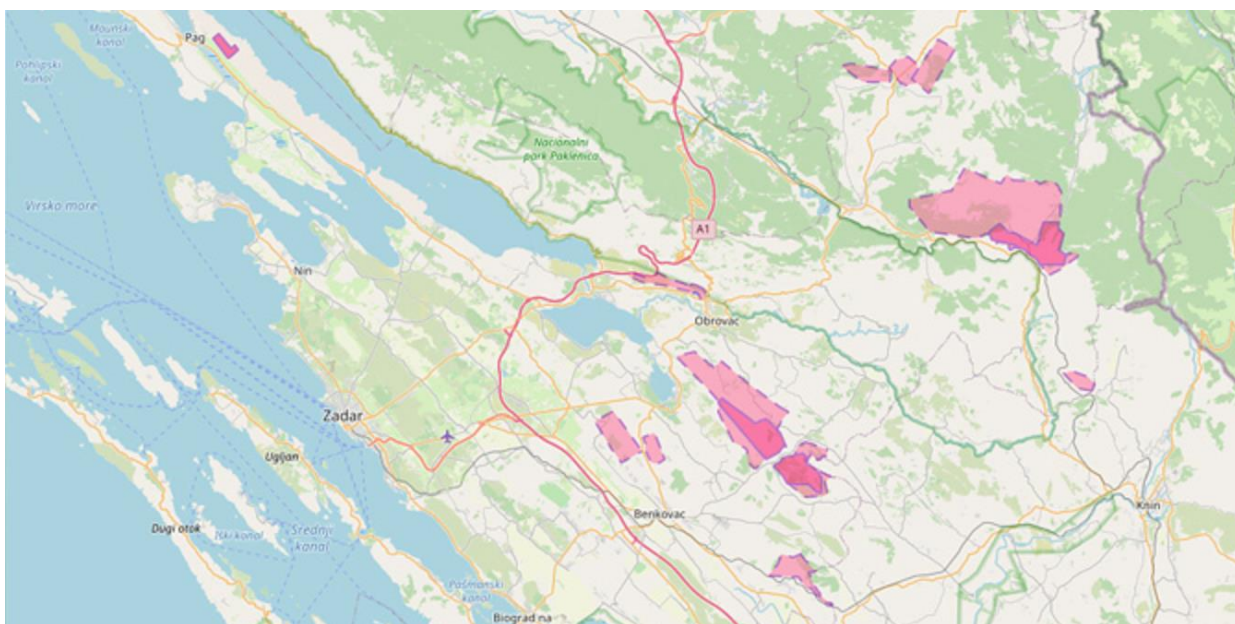 Maunski
kanal
Pag
Pohlipski
kanal
Nacionalni
park Paklenica
Virsko more
A1
Nin
Obrovac
Zadar
Ugljan
Benkovac
Knin
Dugi otok
Iški kanal
Srednji
kanal
Pašmanski
kanal
Biograd na